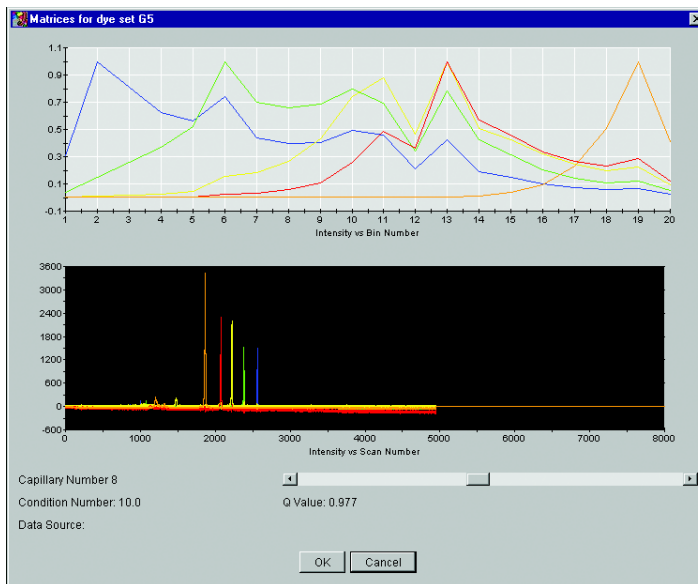 Matrices for dye set G5
1.1
0.9
0.7
0.5
0.3
0.1
-0.1
1 2 3 4 5 6 7 8 9 10 11 12 13 14 15 16 17 18 19 20
Intensity vs Bin Number
3600
3000
2400
1800
1200
600
0
-600
0 1000 2000 3000 4000 5000 6000 7000 8000
Intensity vs Scan Number
Capillary Number 8
Condition Number: 10.0 Q Value: 0.977
Data Source:
OK Cancel